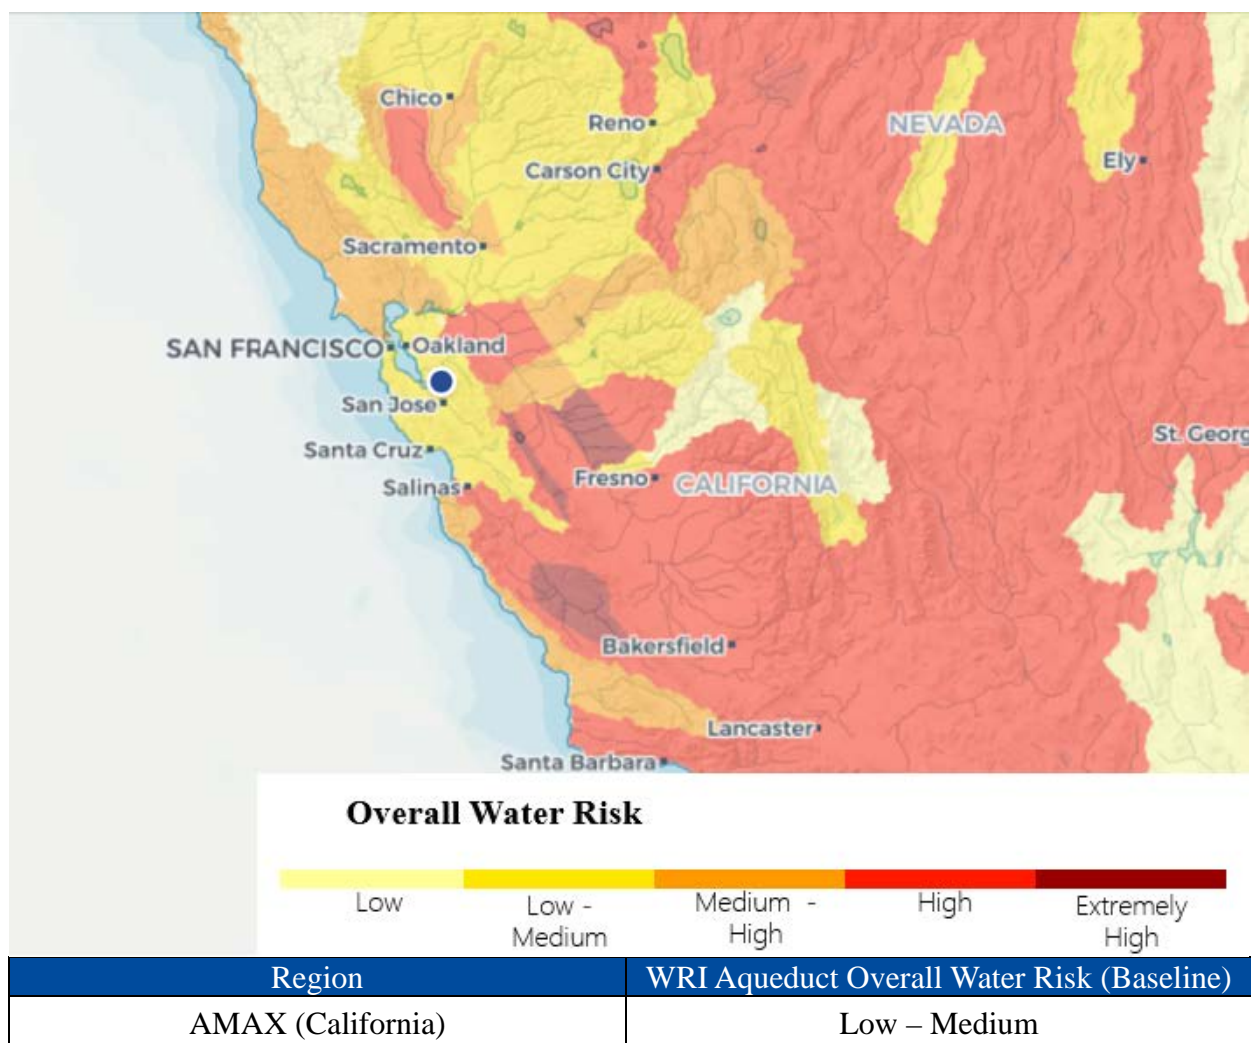 Chico
Reno
NEVADA
Carson City
Ely
Sacramento
SAN FRANCISCO
Oakland
San Jose
St. Georg
Santa Cruz
Salinas
Fresno
CALIFORNIA
Bakersfield
Lancaster
Santa Barbara
Overall Water Risk
Low
Low -
Medium
Medium -
High
High
Extremely
High
Region WRI Aqueduct Overall Water Risk (Baseline)
AMAX (California) Low – Medium